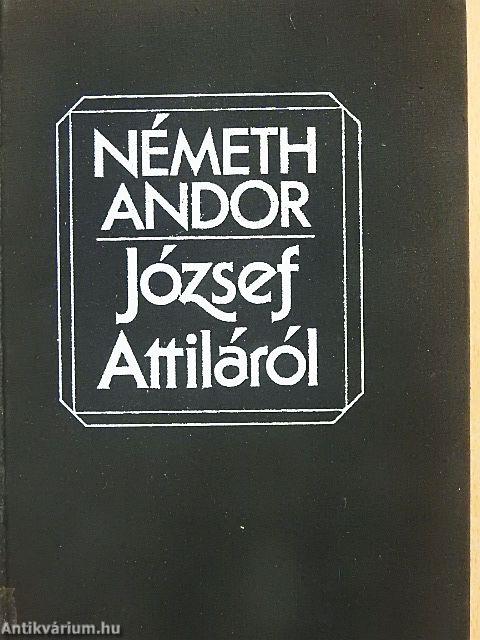 NÉMETH
ANDOR
József
Attiláról
Antikvárium.hu